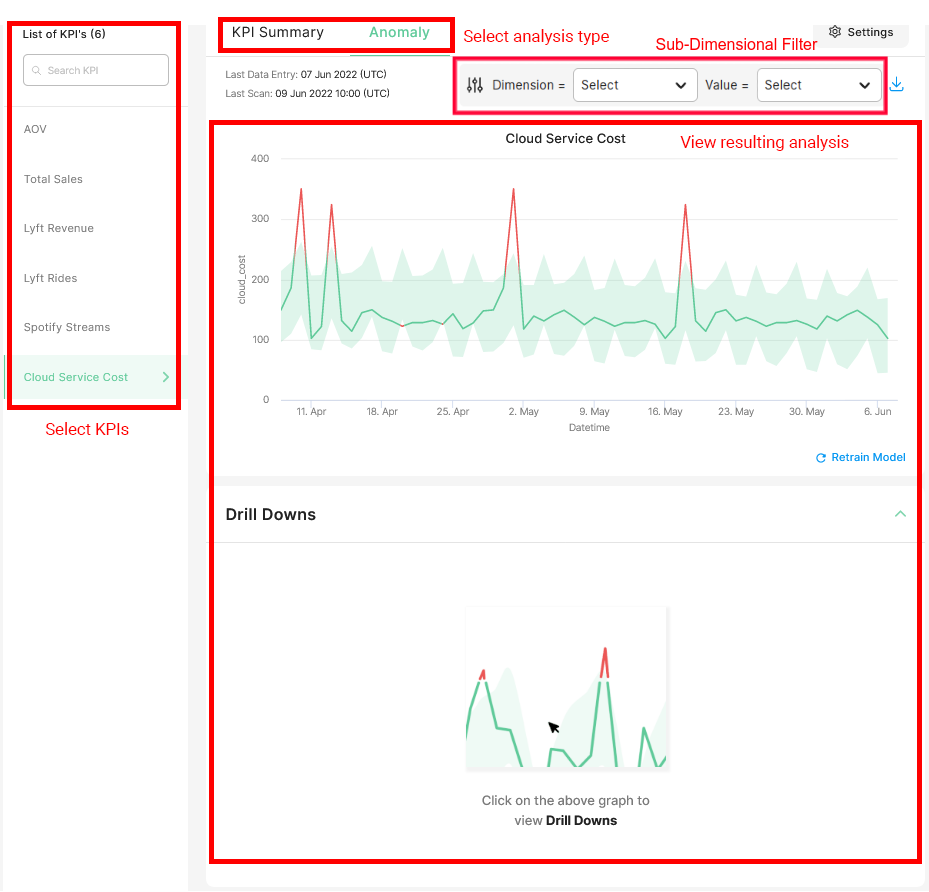 List of KPI's (6)
Search KPI
AOV
Total Sales
Lyft Revenue
Lyft Rides
Spotify Streams
Cloud Service Cost
Select KPIs
KPI Summary
Anomaly
Select analysis type
Settings
Sub-Dimensional Filter
Last Data Entry: 07 Jun 2022 (UTC)
Last Scan: 09 Jun 2022 10:00 (UTC)
Dimension = Select
Value = Select
Cloud Service Cost
View resulting analysis
400
300
200
100
0
cloud_cost
11. Apr
18. Apr
25. Apr
2. May
9. May
16. May
23. May
30. May
6. Jun
Datetime
Retrain Model
Drill Downs
Click on the above graph to
view Drill Downs